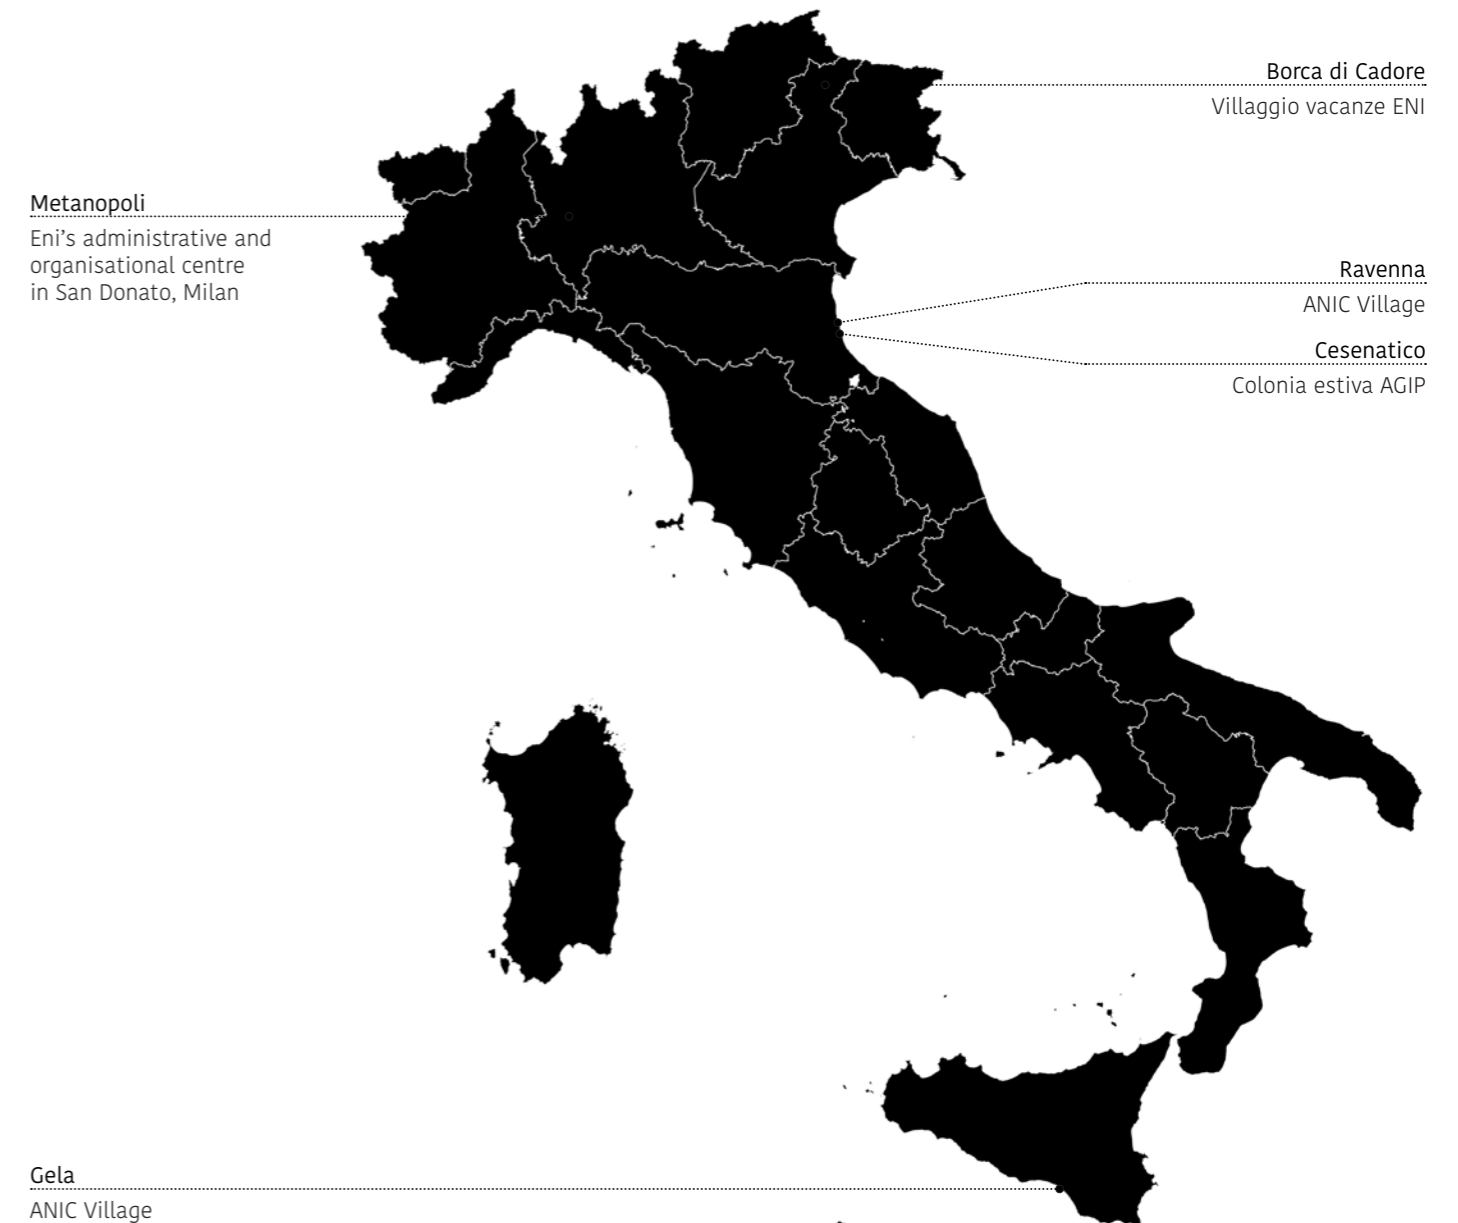 Borca di Cadore
Villaggio vacanze ENI
Metanopoli
Eni’s administrative and
organisational centre
in San Donato, Milan
Ravenna
ANIC Village
Cesenatico
Colonia estiva AGIP
Gela
ANIC Village